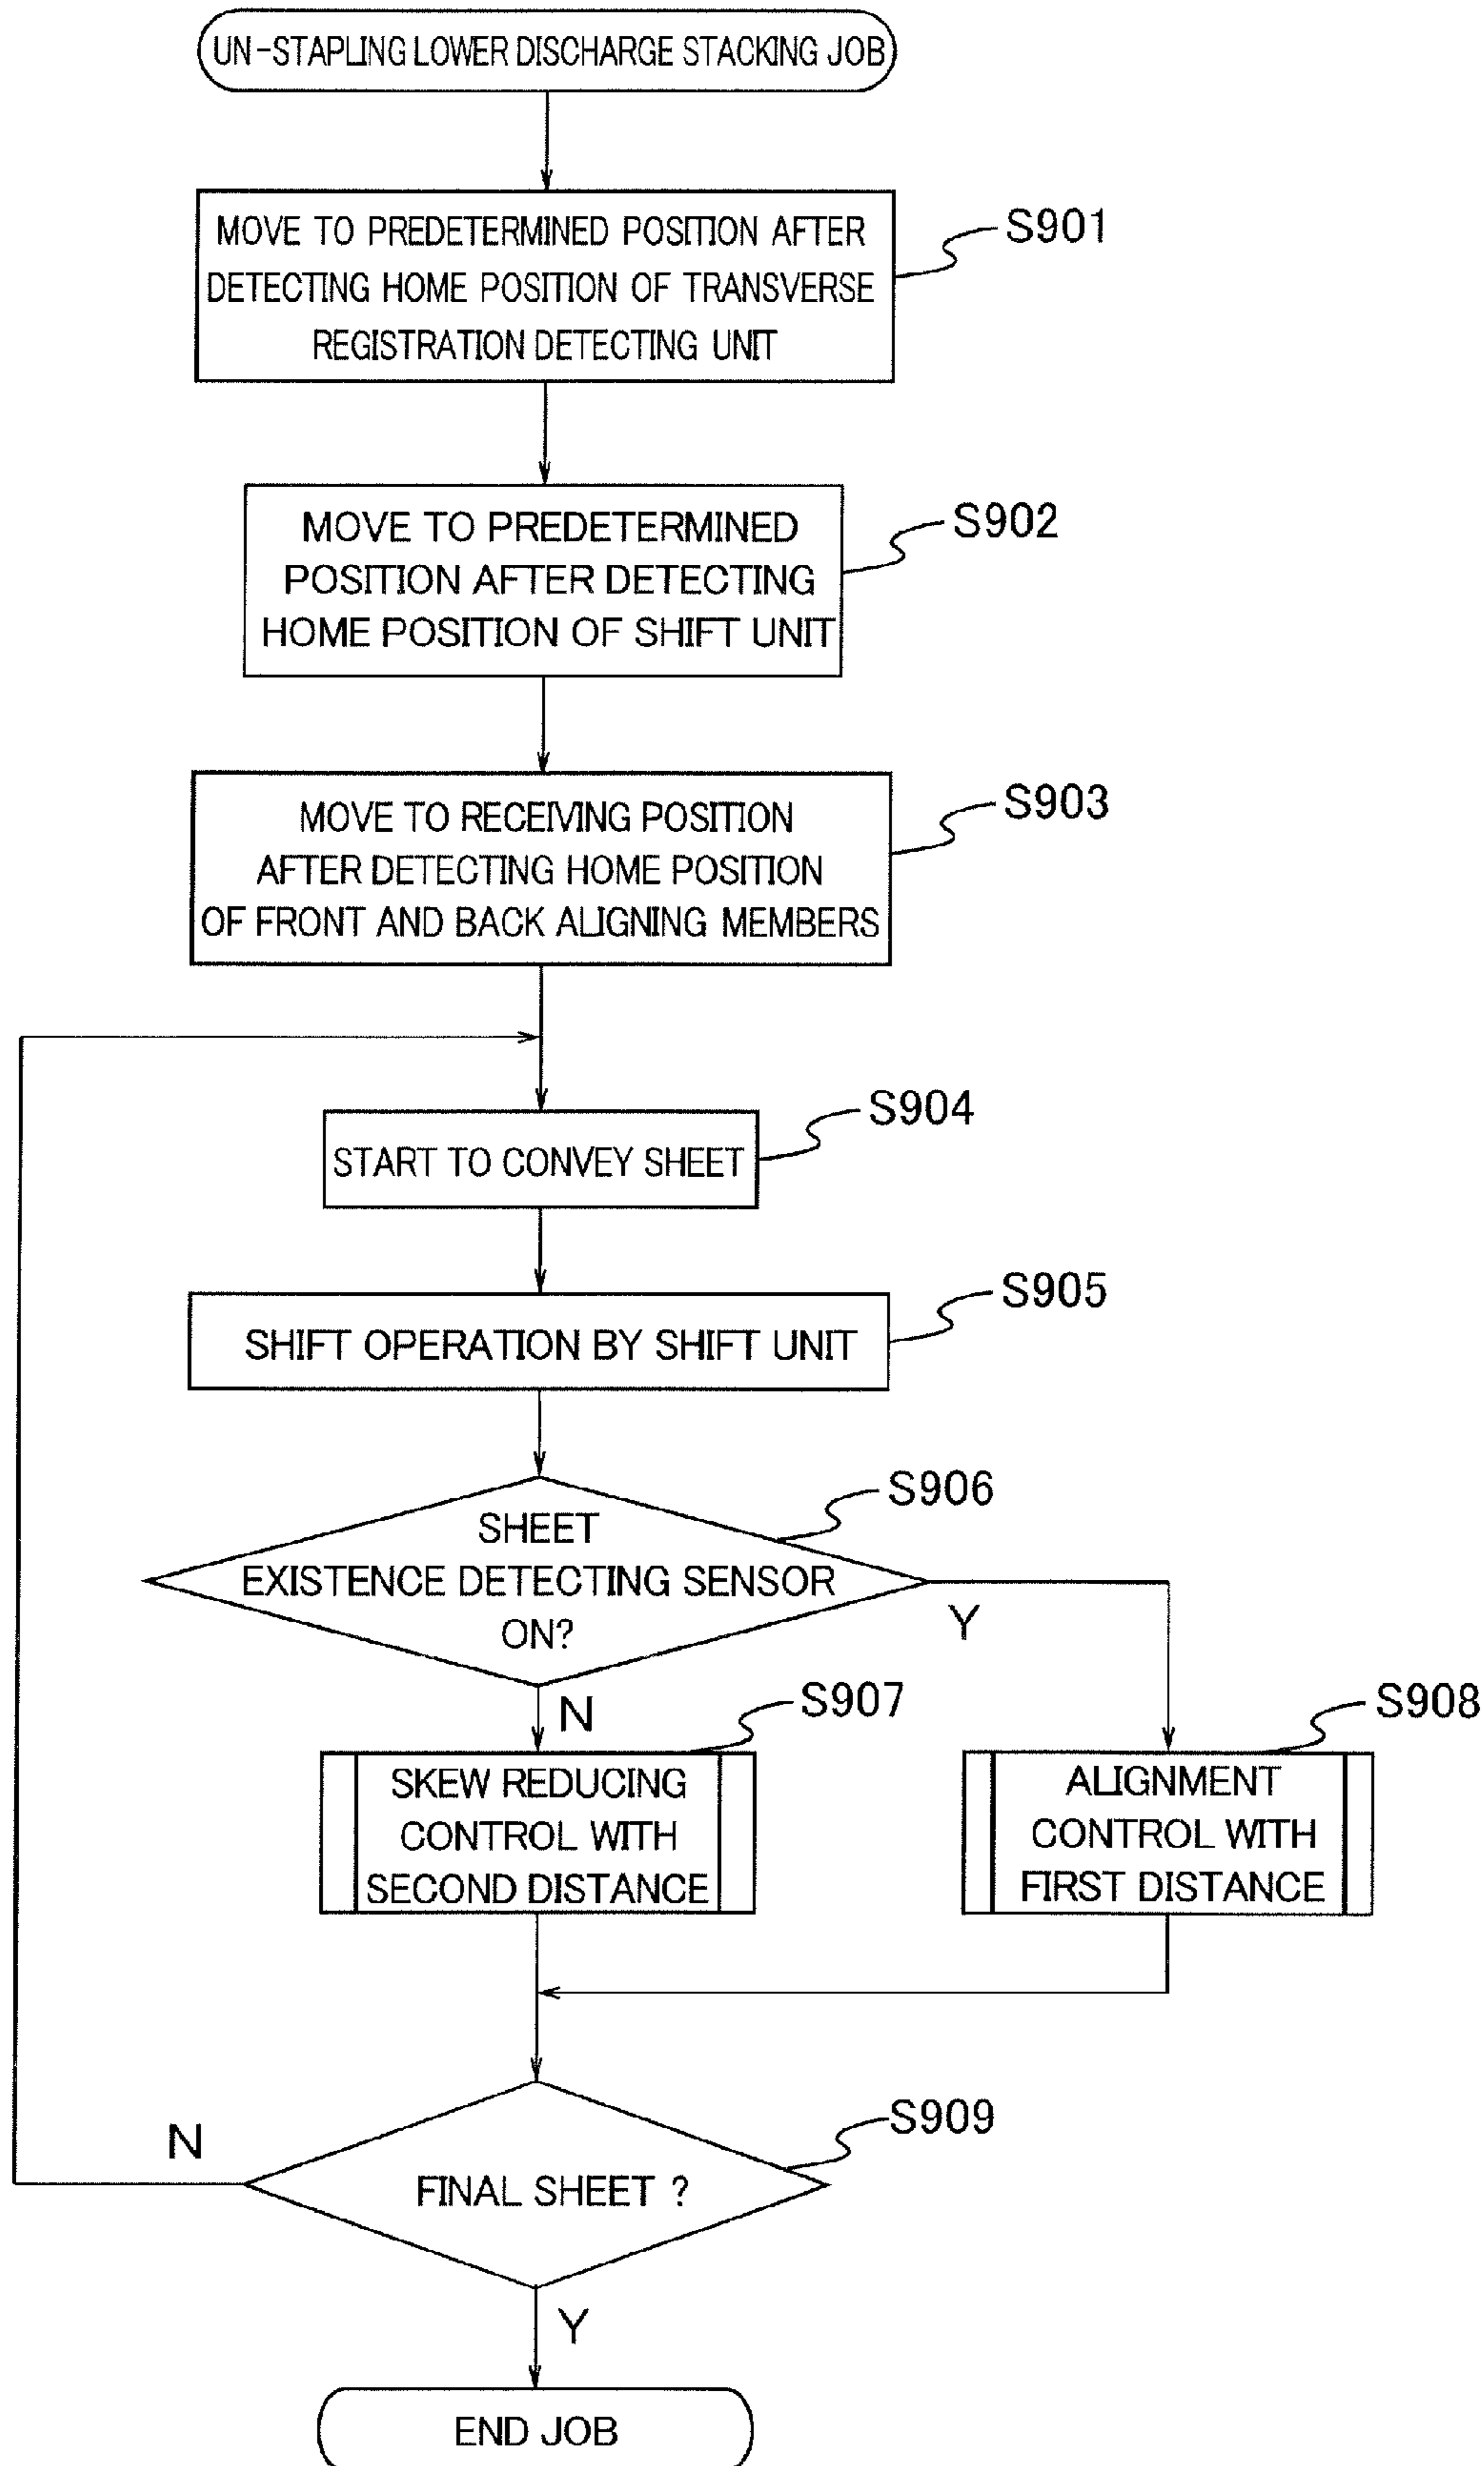 UN-STAPLING LOWER DISCHARGE STACKING JOB
MOVE TO PREDETERMINED POSITION AFTER
DETECTING HOME POSITION OF TRANSVERSE
REGISTRATION DETECTING UNIT
S901
MOVE TO PREDETERMINED
POSITION AFTER DETECTING
HOME POSITION OF SHIFT UNIT
S902
MOVE TO RECEIVING POSITION
AFTER DETECTING HOME POSITION
OF FRONT AND BACK ALIGNING MEMBERS
S903
START TO CONVEY SHEET
S904
SHIFT OPERATION BY SHIFT UNIT
S905
SHEET
EXISTENCE DETECTING SENSOR
ON?
S906
Y
N
SKEW REDUCING
CONTROL WITH
SECOND DISTANCE
S907
ALIGNMENT
CONTROL WITH
FIRST DISTANCE
S908
FINAL SHEET ?
S909
N
Y
END JOB